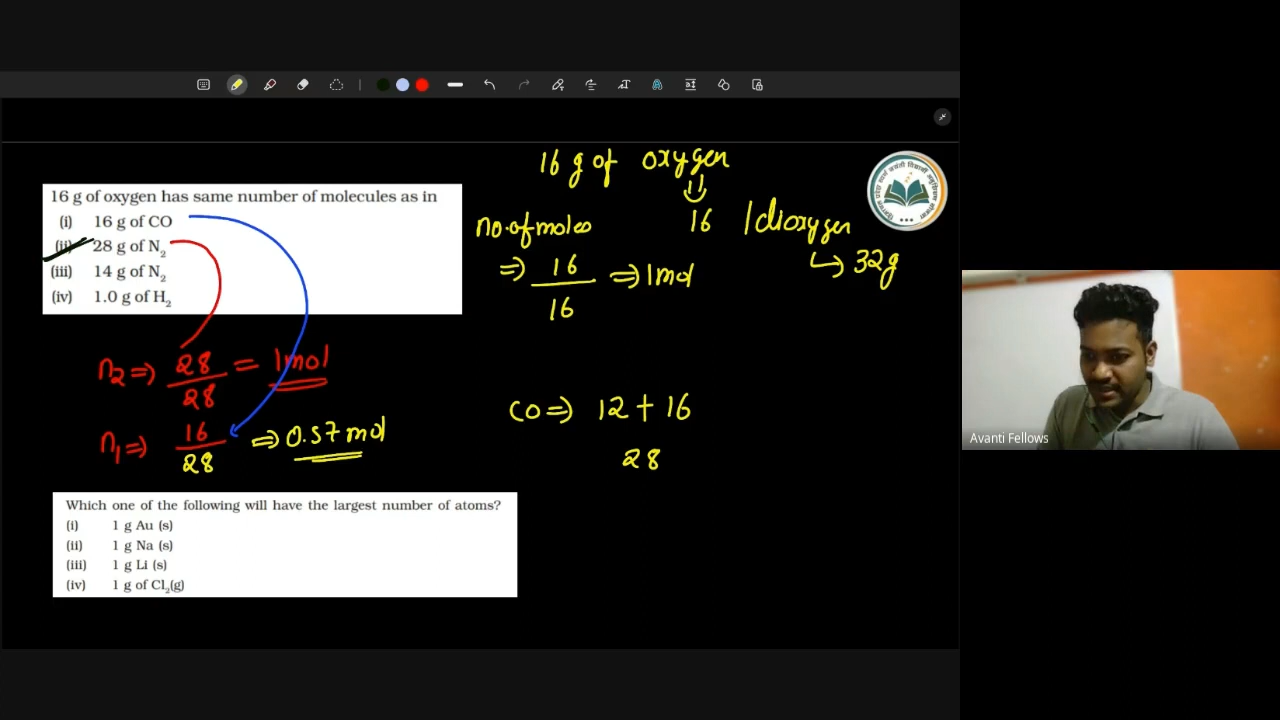 16 g of oxygen
16 g of oxygen has same number of molecules as in
(i) 16 g of CO
(ii) 28 g of N2
(iii) 14 g of N2
(iv) 1.0 g of H2
no. of moles
16
dioxygen
⇒ 16/16 ⇒ 1mol
↳ 32g
n2 ⇒ 28/28 = 1mol
n1 ⇒ 16/28 ⇒ 0.57 mol
CO ⇒ 12 + 16
28
Avanti Fellows
Which one of the following will have the largest number of atoms?
(i) 1 g Au (s)
(ii) 1 g Na (s)
(iii) 1 g Li (s)
(iv) 1 g of Cl2(g)